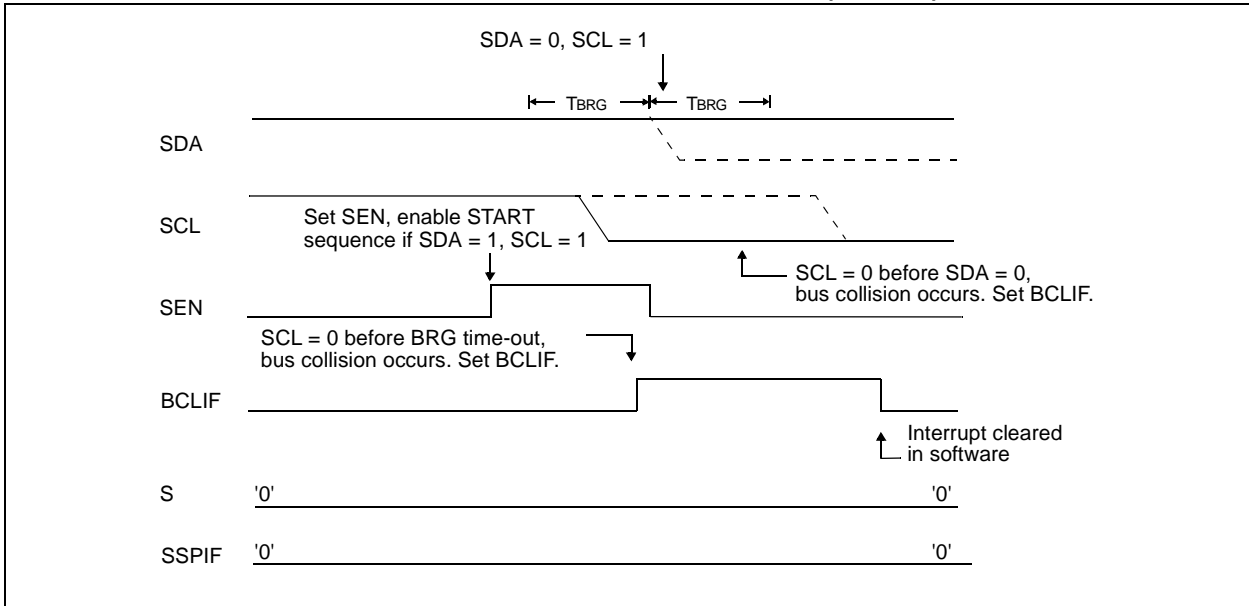 SDA = 0, SCL = 1
TBRG TBRG
SDA
SCL
Set SEN, enable START
sequence if SDA = 1, SCL = 1
SCL = 0 before SDA = 0,
bus collision occurs. Set BCLIF.
SEN
SCL = 0 before BRG time-out,
bus collision occurs. Set BCLIF.
BCLIF
Interrupt cleared
in software
S '0' '0'
SSPIF '0' '0'